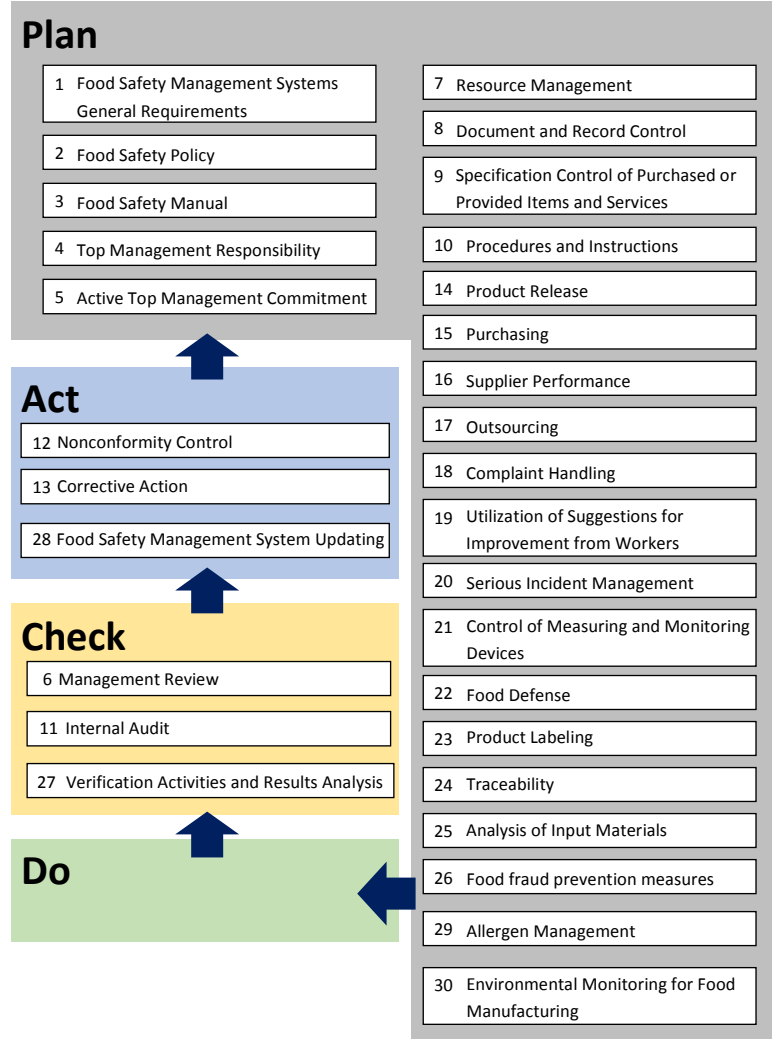 Plan
1 Food Safety Management Systems
General Requirements
2 Food Safety Policy
3 Food Safety Manual
4 Top Management Responsibility
5 Active Top Management Commitment
7 Resource Management
8 Document and Record Control
9 Specification Control of Purchased or
Provided Items and Services
10 Procedures and Instructions
14 Product Release
15 Purchasing
16 Supplier Performance
17 Outsourcing
18 Complaint Handling
19 Utilization of Suggestions for
Improvement from Workers
20 Serious Incident Management
21 Control of Measuring and Monitoring
Devices
22 Food Defense
23 Product Labeling
24 Traceability
25 Analysis of Input Materials
26 Food fraud prevention measures
29 Allergen Management
30 Environmental Monitoring for Food
Manufacturing
Act
12 Nonconformity Control
13 Corrective Action
28 Food Safety Management System Updating
Check
6 Management Review
11 Internal Audit
27 Verification Activities and Results Analysis
Do